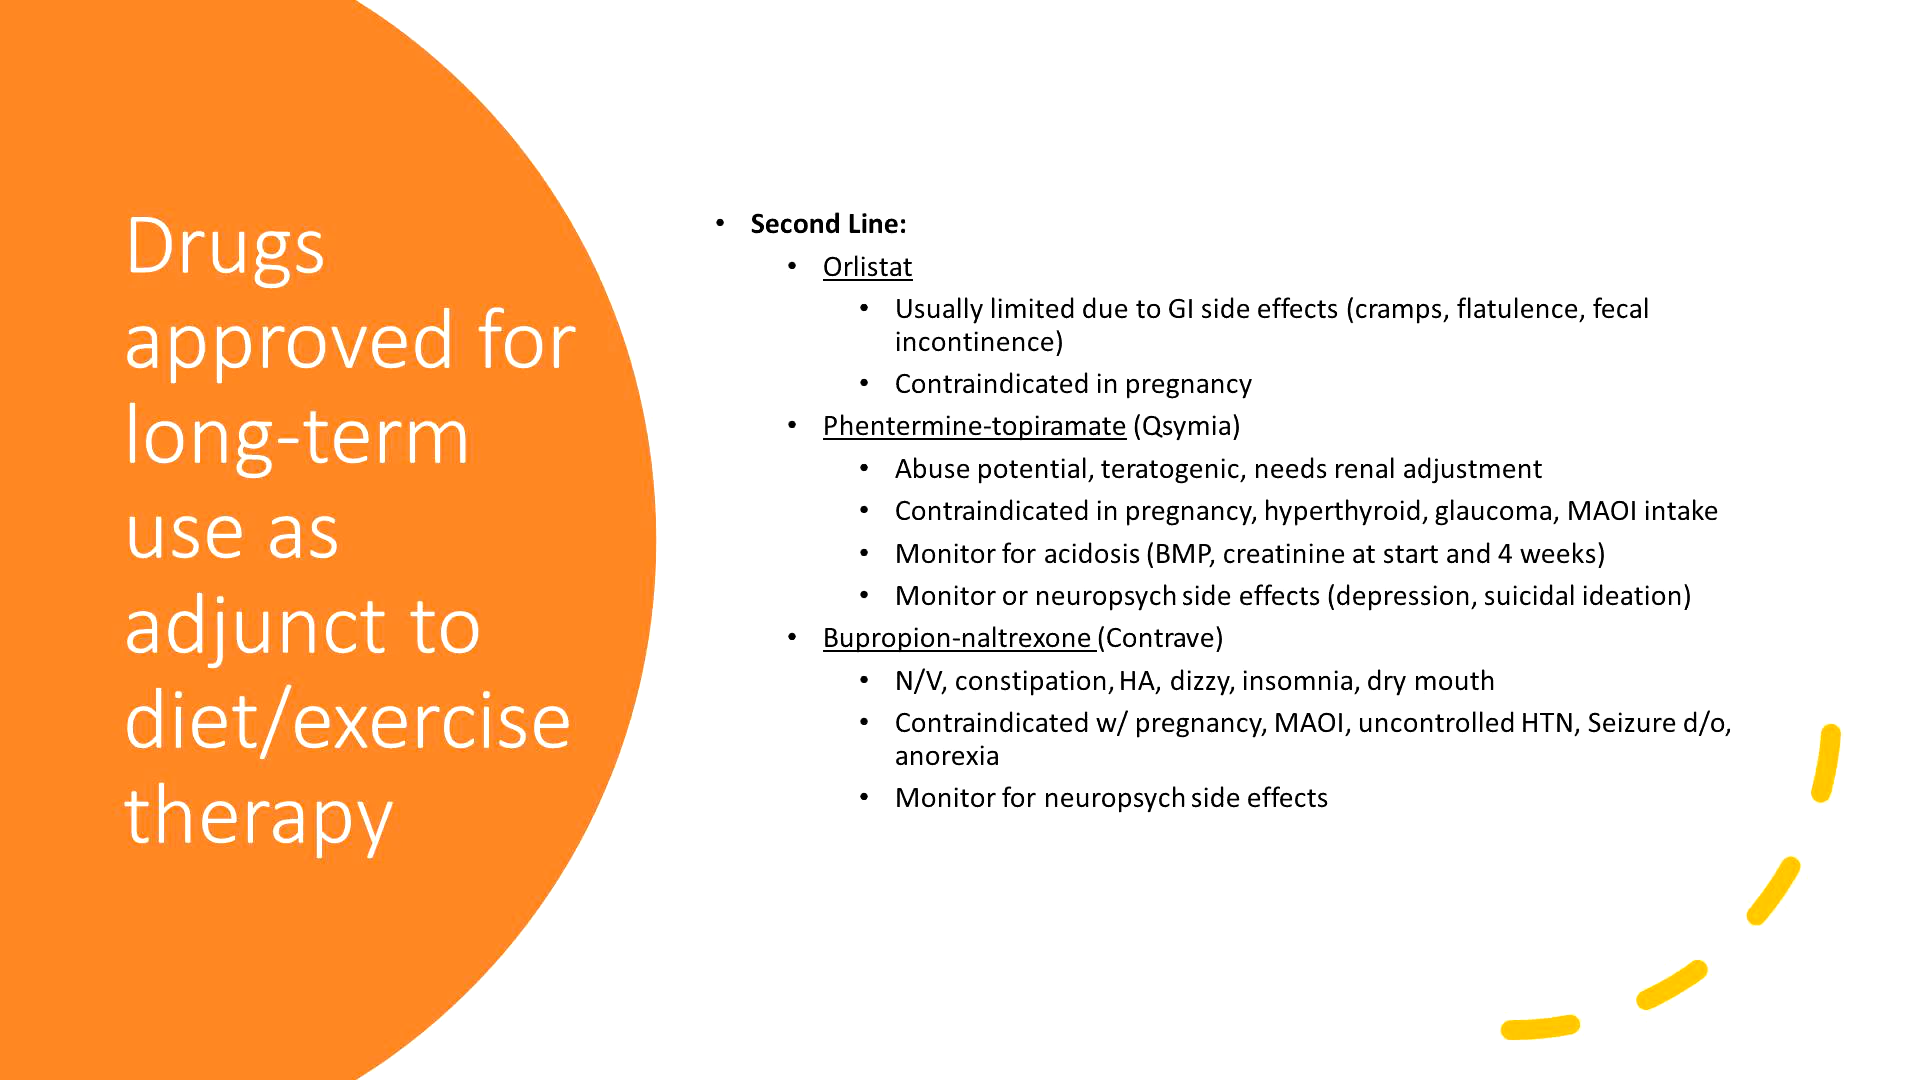 Drugs
approved for
long-term
use as
adjunct to
diet/exercise
therapy
• Second Line:
• Orlistat
• Usually limited due to GI side effects (cramps, flatulence, fecal
incontinence)
• Contraindicated in pregnancy
• Phentermine-topiramate (Qsymia)
• Abuse potential, teratogenic, needs renal adjustment
• Contraindicated in pregnancy, hyperthyroid, glaucoma, MAOI intake
• Monitor for acidosis (BMP, creatinine at start and 4 weeks)
• Monitor or neuropsych side effects (depression, suicidal ideation)
• Bupropion-naltrexone (Contrave)
• N/V, constipation, HA, dizzy, insomnia, dry mouth
• Contraindicated w/ pregnancy, MAOI, uncontrolled HTN, Seizure d/o,
anorexia
• Monitor for neuropsych side effects